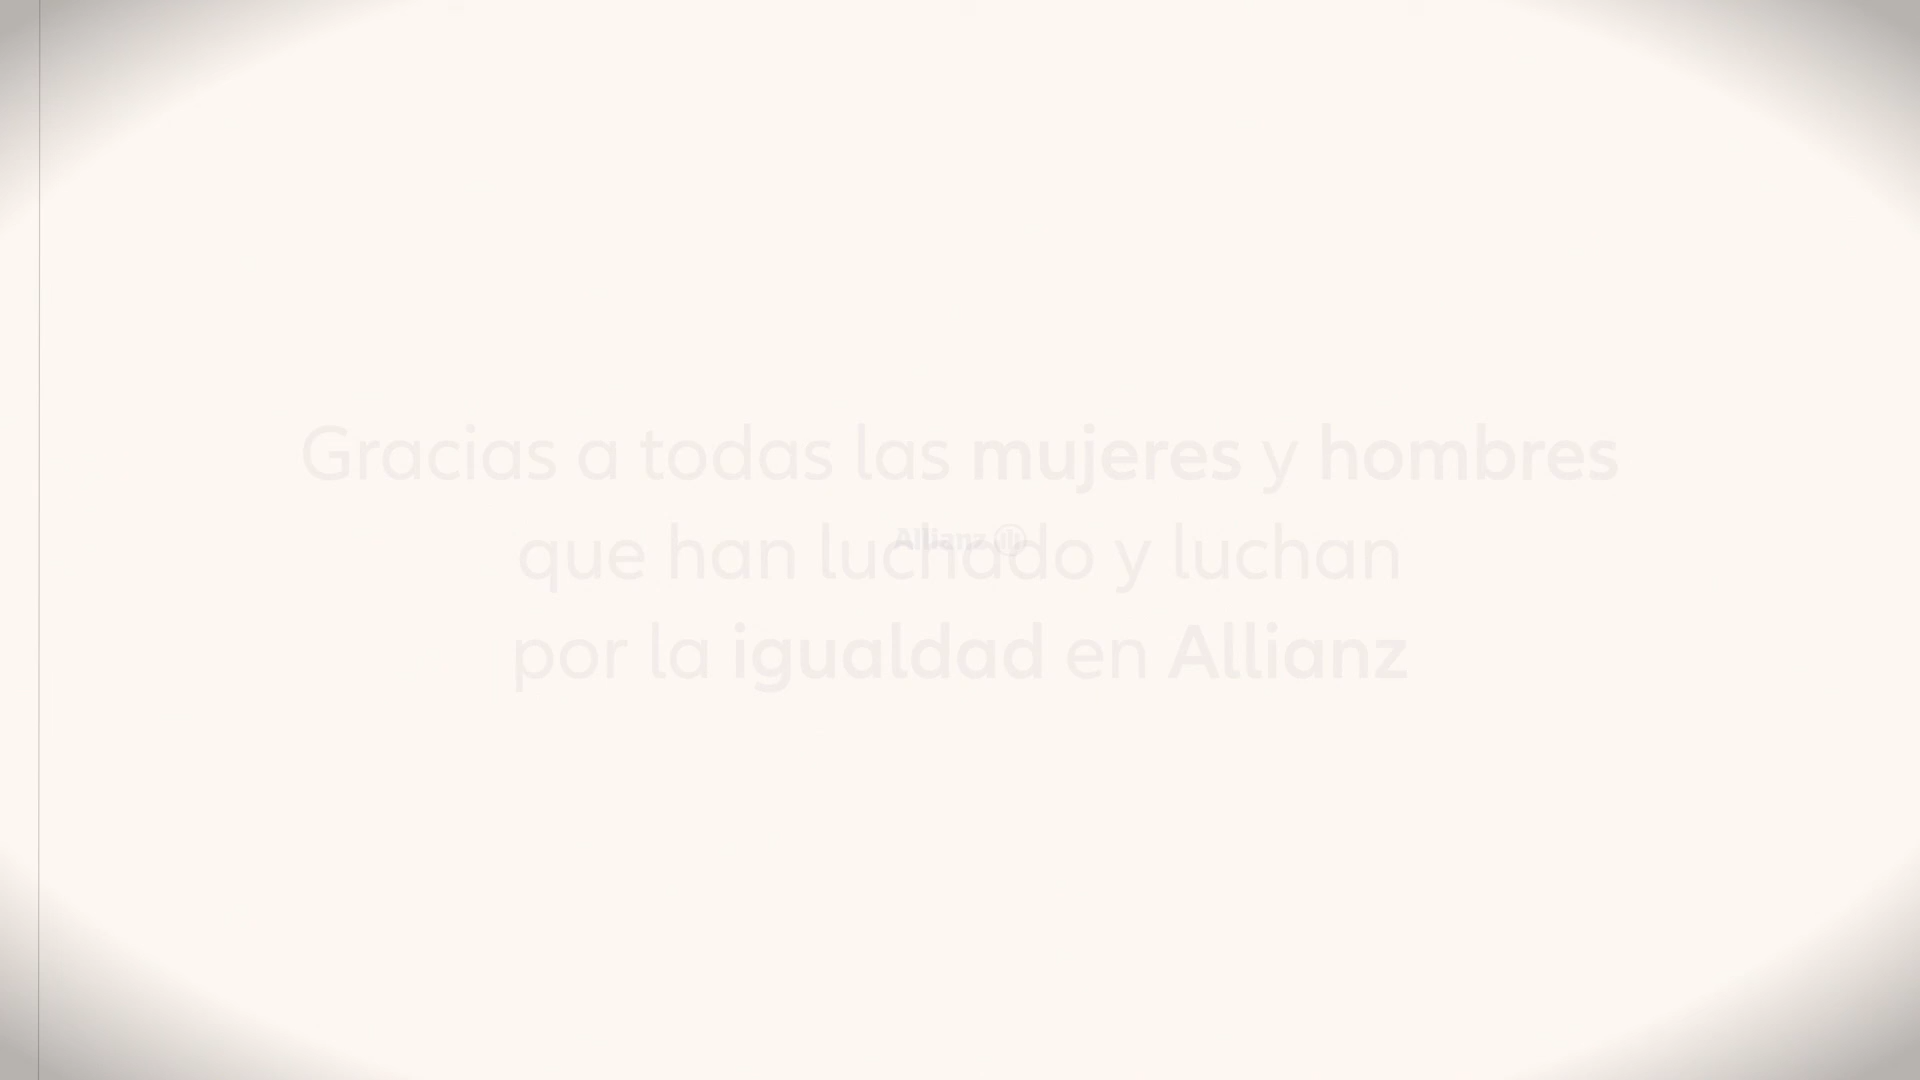 Gracias a todas las mujeres y hombres
que han luchado y luchan
Allianz
por la igualdad en Allianz